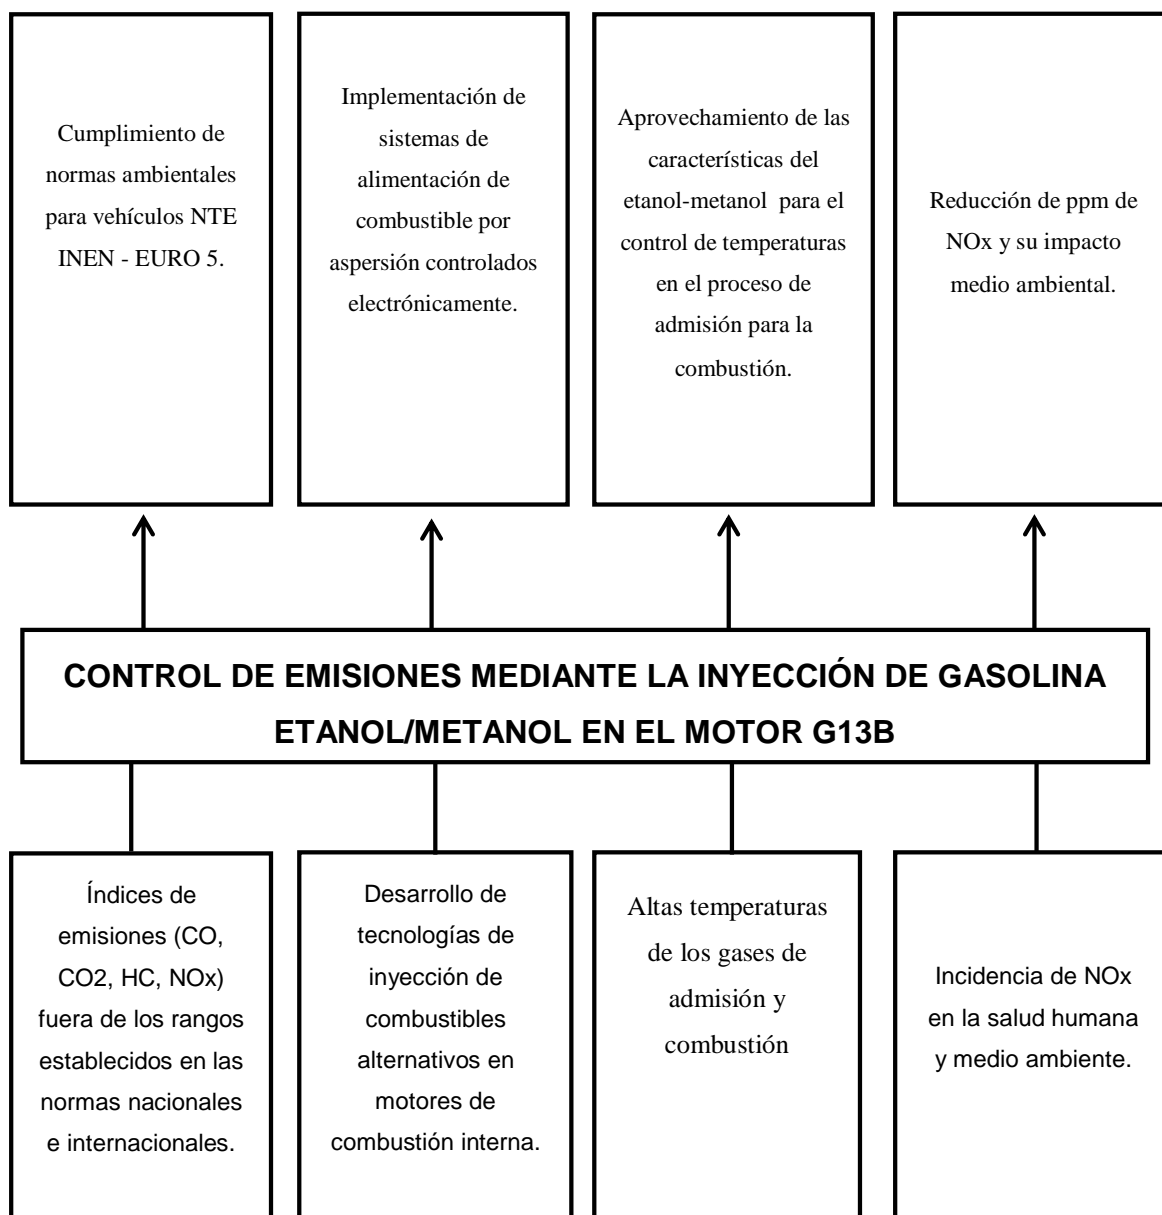 Cumplimiento de
normas ambientales
para vehículos NTE
INEN - EURO 5.
Implementación de
sistemas de
alimentación de
combustible por
aspersión controlados
electrónicamente.
Aprovechamiento de las
características del
etanol-metanol para el
control de temperaturas
en el proceso de
admisión para la
combustión.
Reducción de ppm de
NOx y su impacto
medio ambiental.
CONTROL DE EMISIONES MEDIANTE LA INYECCIÓN DE GASOLINA
ETANOL/METANOL EN EL MOTOR G13B
Índices de
emisiones (CO,
CO2, HC, NOx)
fuera de los rangos
establecidos en las
normas nacionales
e internacionales.
Desarrollo de
tecnologías de
inyección de
combustibles
alternativos en
motores de
combustión interna.
Altas temperaturas
de los gases de
admisión y
combustión
Incidencia de NOx
en la salud humana
y medio ambiente.